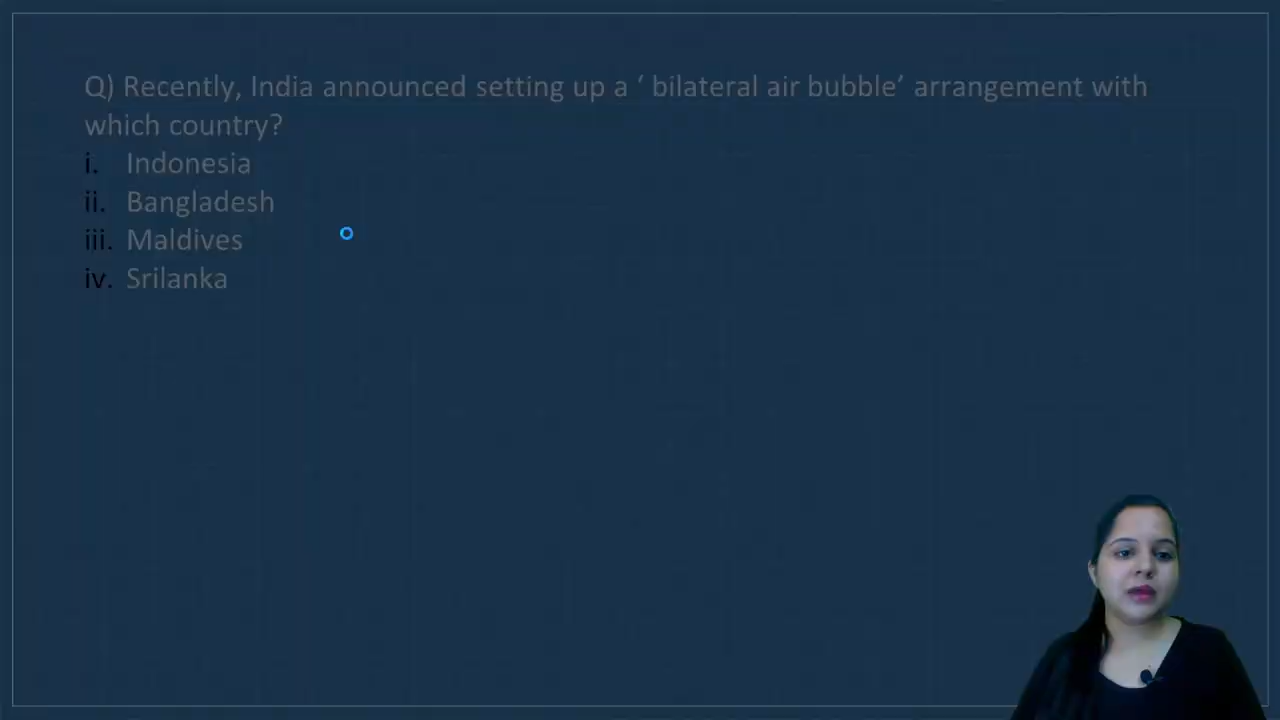 Q) Recently, India announced setting up a ‘ bilateral air bubble’ arrangement with
which country?
i. Indonesia
ii. Bangladesh
iii. Maldives
iv. Srilanka